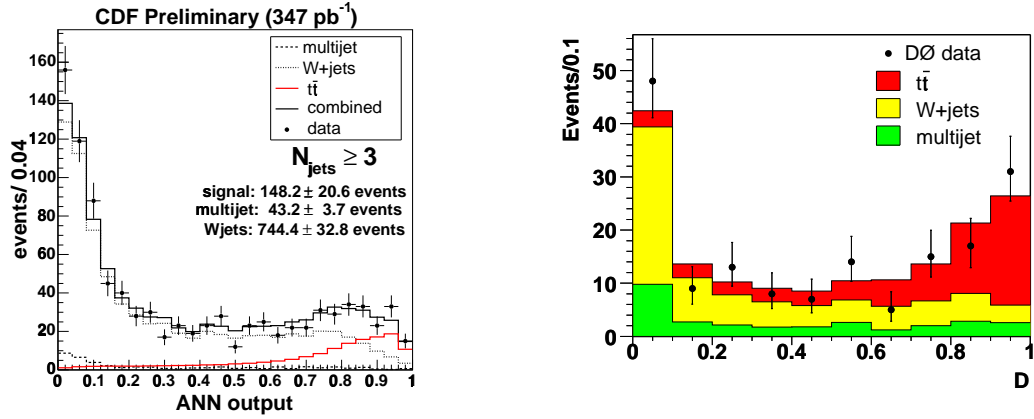 CDF Preliminary (347 pb-1)
events/ 0.04
160
140
120
100
80
60
40
20
0
multijet
W+jets
tt̄
combined
data
Njets ≥ 3
signal: 148.2 ± 20.6 events
multijet: 43.2 ± 3.7 events
Wjets: 744.4 ± 32.8 events
0 0.1 0.2 0.3 0.4 0.5 0.6 0.7 0.8 0.9 1
ANN output
Events/0.1
50
40
30
20
10
0
DØ data
tt̄
W+jets
multijet
0 0.2 0.4 0.6 0.8 1
D